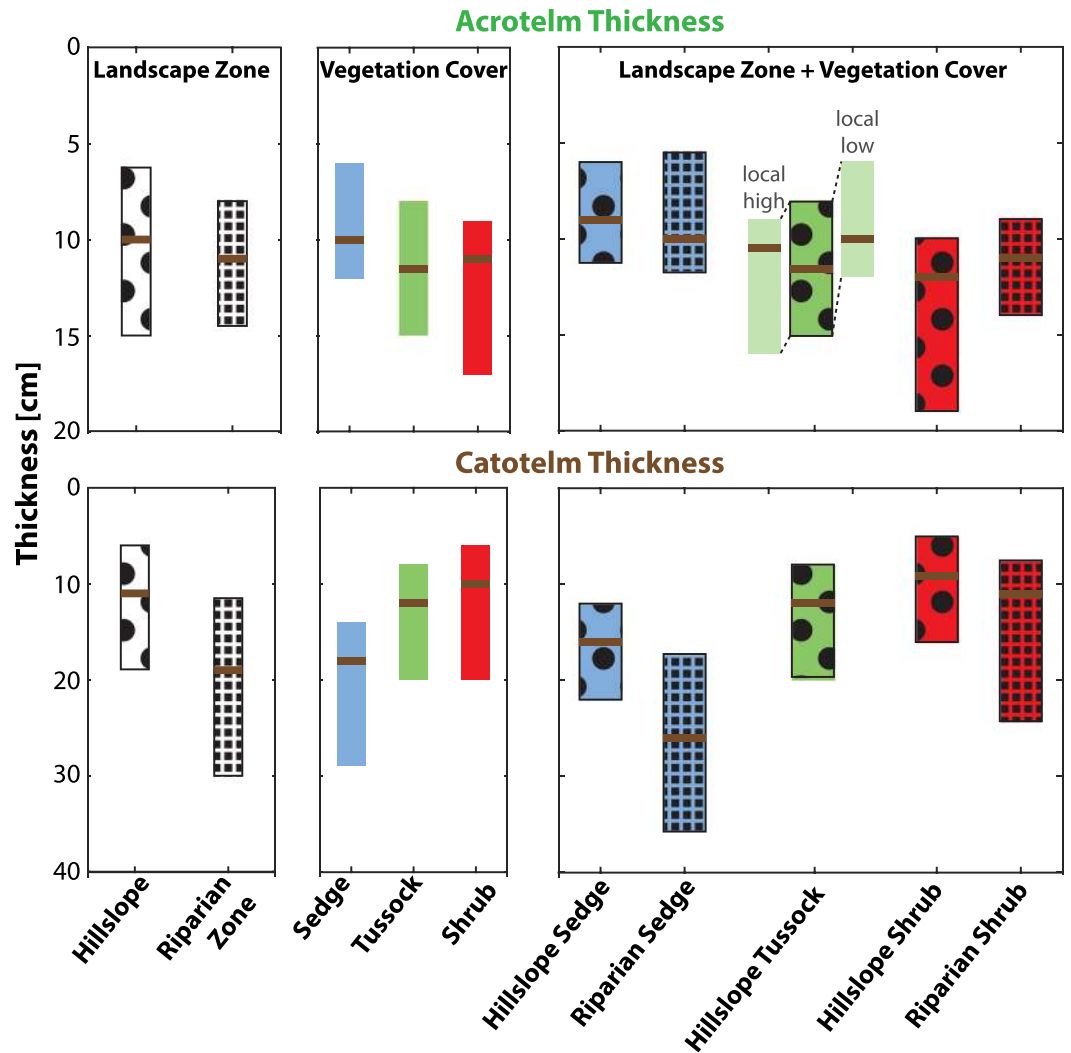 Acrotelm Thickness
Landscape Zone
Vegetation Cover
Landscape Zone + Vegetation Cover
0
5
10
15
20
local
high
local
low
Thickness [cm]
Catotelm Thickness
0
10
20
30
40
Hillslope
Riparian
Zone
Sedge
Tussock
Shrub
Hillslope Sedge
Riparian Sedge
Hillslope Tussock
Hillslope Shrub
Riparian Shrub